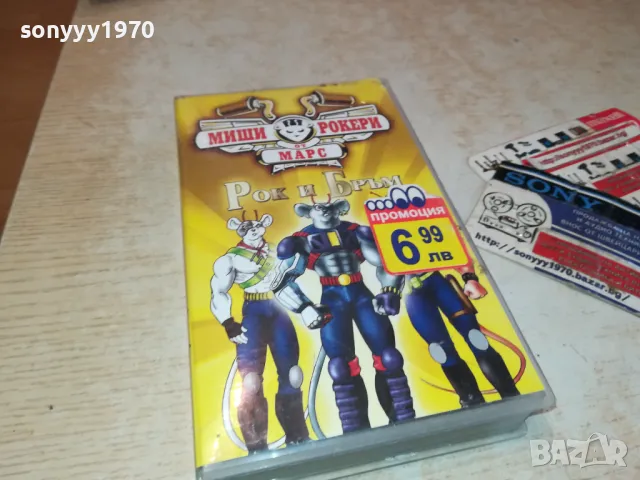 sonyyy1970
МИШИ РОКЕРИ
ОТ
МАРС
Рок и Бръм
промоция
6 99
лв
SONY
http://sonyyy1970.bazar.bg/
BAZAR